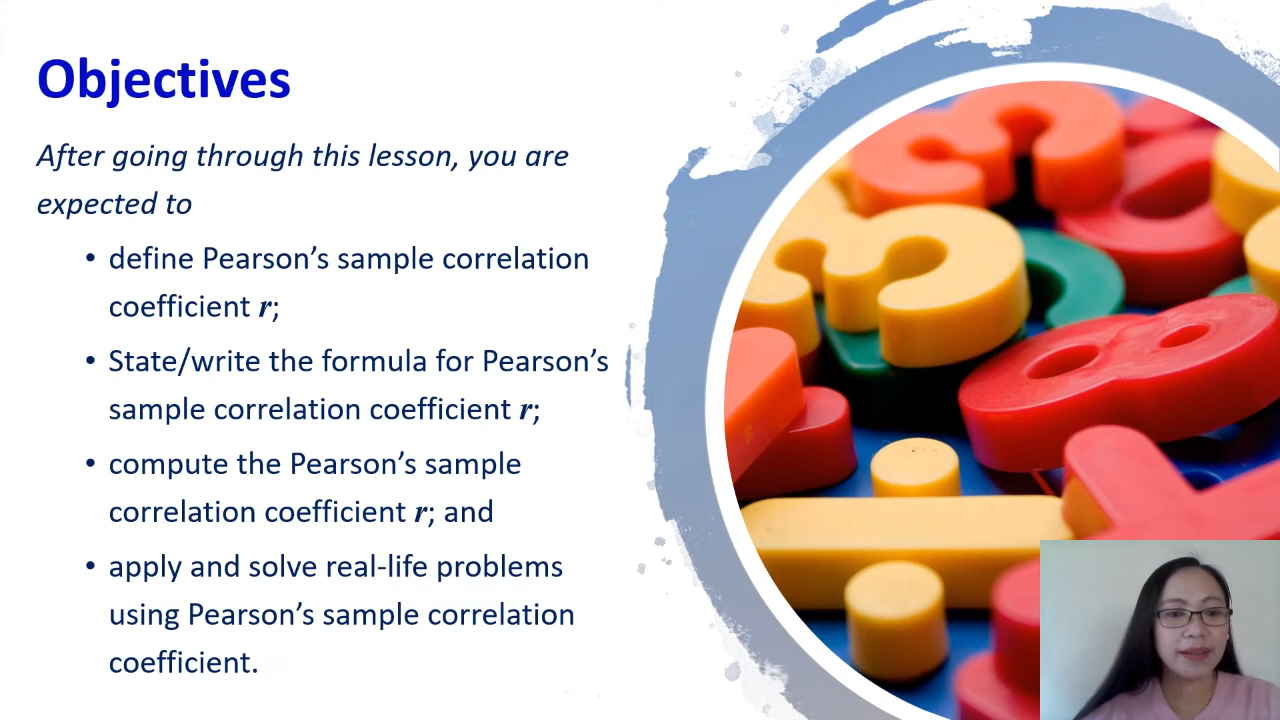 Objectives
After going through this lesson, you are
expected to
• define Pearson’s sample correlation
coefficient r;
• State/write the formula for Pearson’s
sample correlation coefficient r;
• compute the Pearson’s sample
correlation coefficient r; and
• apply and solve real-life problems
using Pearson’s sample correlation
coefficient.